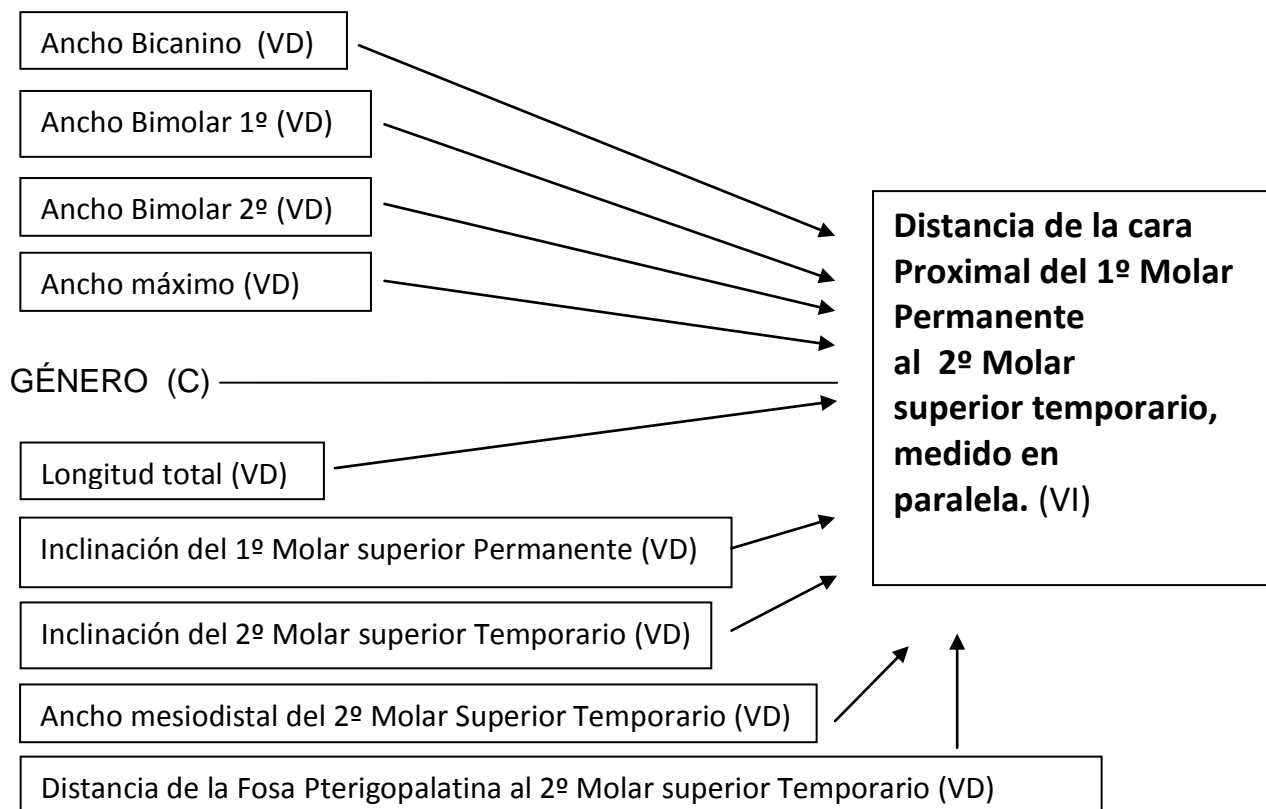 Ancho Bicanino (VD)
Ancho Bimolar 1º (VD)
Ancho Bimolar 2º (VD)
Ancho máximo (VD)
GÉNERO (C)
Longitud total (VD)
Inclinación del 1º Molar superior Permanente (VD)
Inclinación del 2º Molar superior Temporario (VD)
Ancho mesiodistal del 2º Molar Superior Temporario (VD)
Distancia de la Fosa Pterigopalatina al 2º Molar superior Temporario (VD)
Distancia de la cara
Proximal del 1º Molar
Permanente
al 2º Molar
superior temporario,
medido en
paralela. (VI)